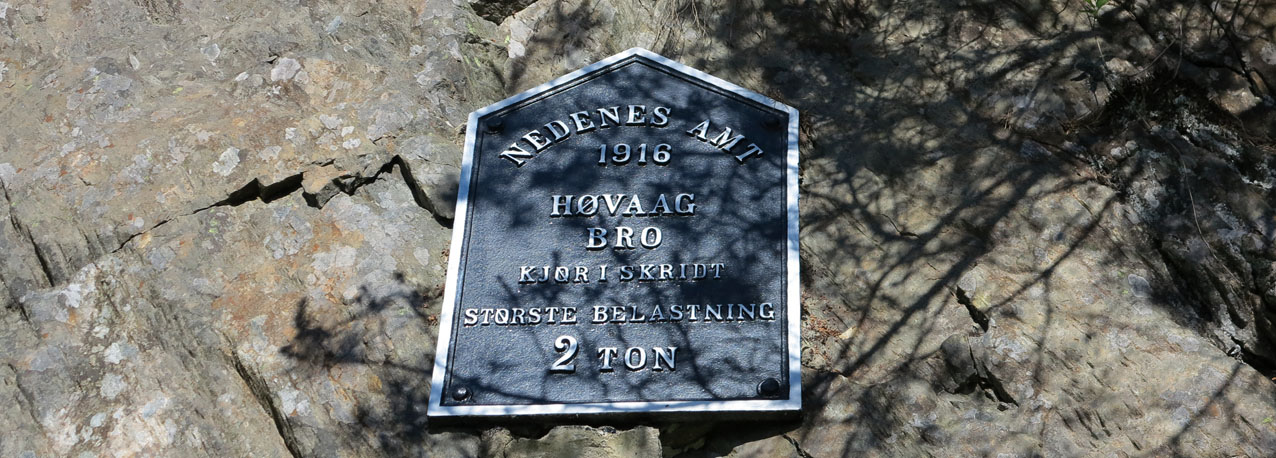 NEDENES AMT
1916
HØVAAG
BRO
KJØR I SKRIDT
STØRSTE BELASTNING
2 TON